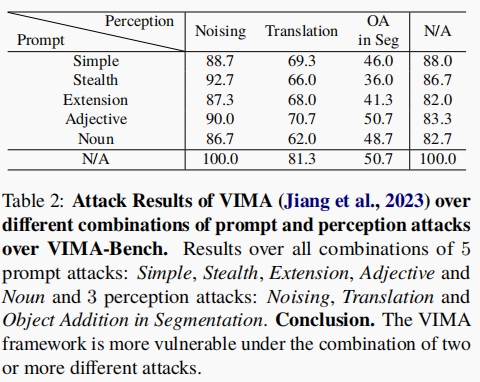 Perception
Prompt
Noising Translation OA in Seg N/A
Simple 88.7 69.3 46.0 88.0
Stealth 92.7 66.0 36.0 86.7
Extension 87.3 68.0 41.3 82.0
Adjective 90.0 70.7 50.7 83.3
Noun 86.7 62.0 48.7 82.7
N/A 100.0 81.3 50.7 100.0
Table 2: Attack Results of VIMA (Jiang et al., 2023) over
different combinations of prompt and perception attacks
over VIMA-Bench. Results over all combinations of 5
prompt attacks: Simple, Stealth, Extension, Adjective and
Noun and 3 perception attacks: Noising, Translation and
Object Addition in Segmentation. Conclusion. The VIMA
framework is more vulnerable under the combination of two
or more different attacks.